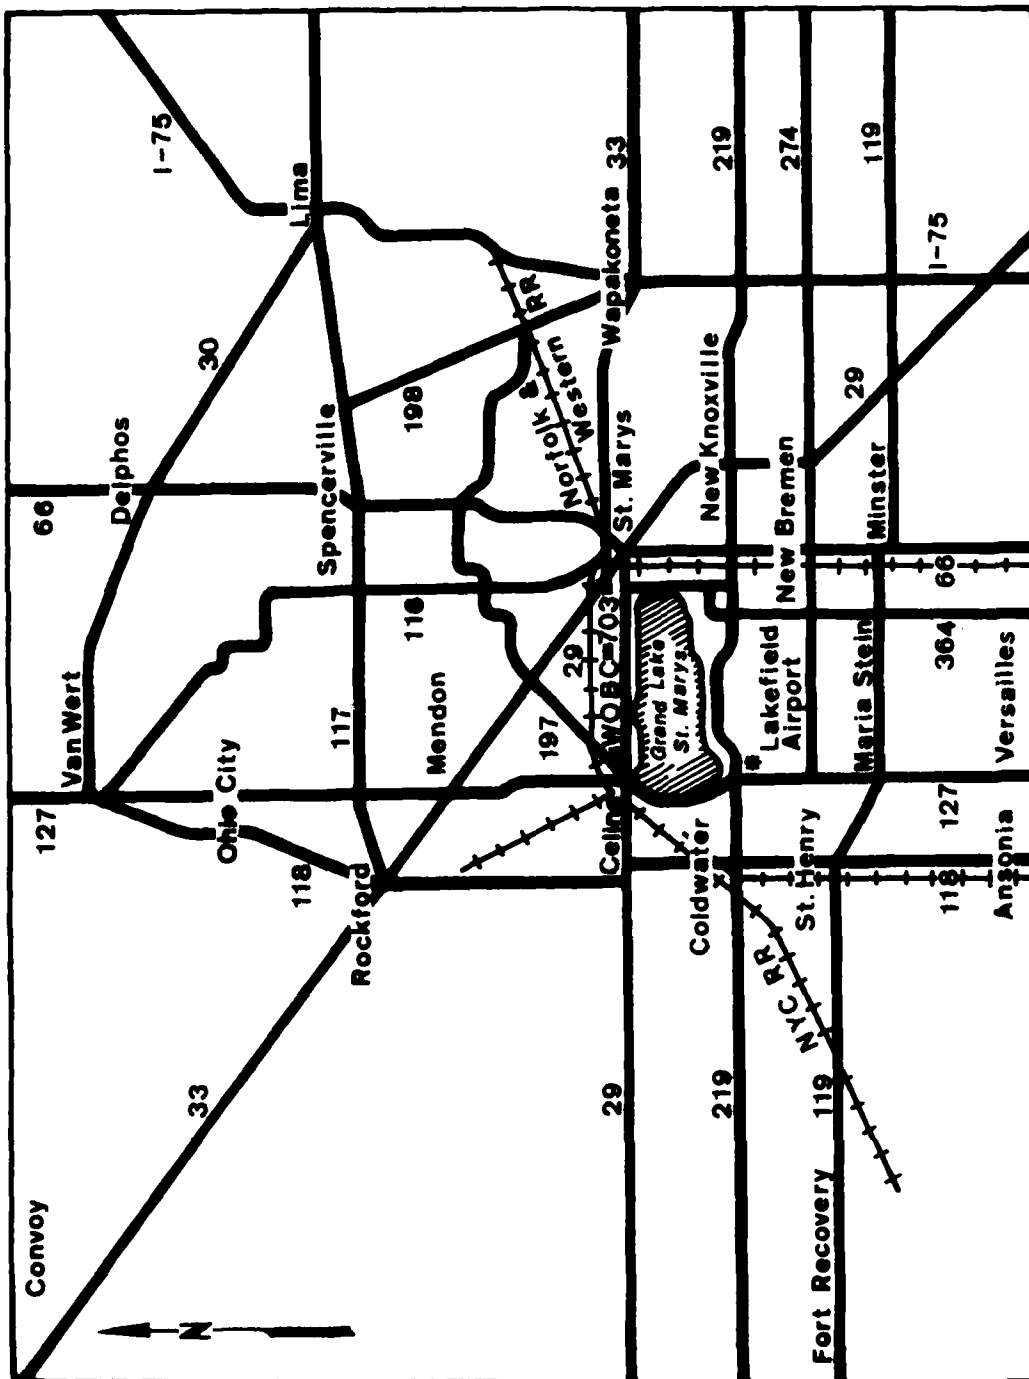 Convoy
33
N
127
Van Wert
Ohio City
118
Rockford
66
Delphos
30
I-75
Lima
Spencerville
117
Mendon
116
198
197
Norfolk &
Western
RR
Wapakoneta
33
St. Marys
29
WOBC=703
Celina
Grand Lake
St. Marys
29
219
New Knoxville
219
Coldwater
Lakefield
Airport
*
New Bremen
274
St. Henry
NYC RR
119
Fort Recovery
Maria Stein
Minster
29
119
I-75
118
127
364
66
Ansonia
Versailles